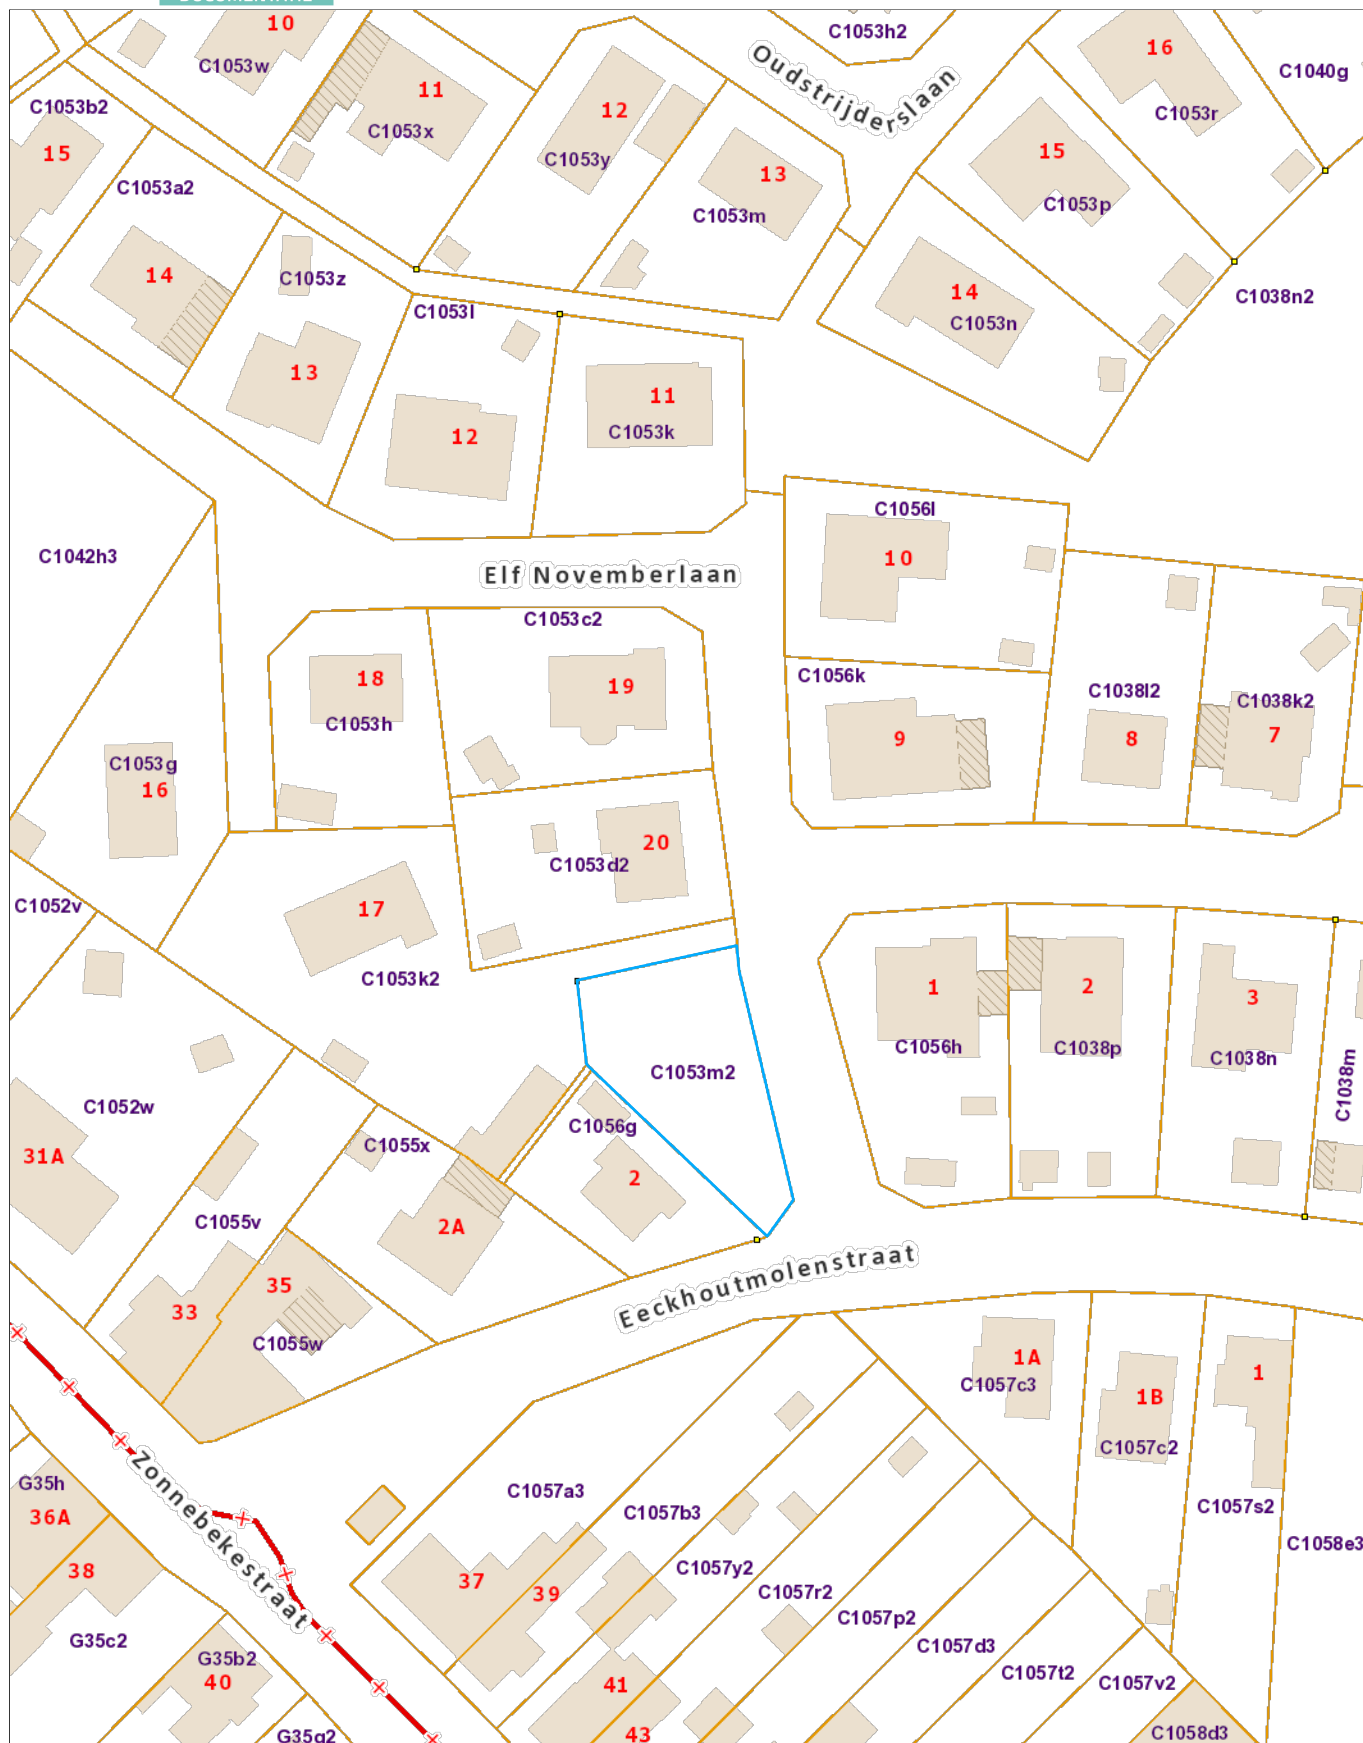 10
C1053h2
16
C1053w
C1040g
11
C1053b2
12
C1053r
C1053x
Oudstrijderslaan
15
15
C1053y
13
C1053a2
C1053p
C1053m
14
C1053z
14
C1038n2
C1053l
C1053n
13
11
12
C1053k
C1056l
C1042h3
10
Elf Novemberlaan
C1053c2
18
19
C1056k
C1038l2
C1038k2
C1053h
9
8
7
C1053g
16
20
C1053d2
C1052v
17
C1053k2
1
2
3
C1056h
C1038p
C1038n
C1053m2
C1038m
C1052w
C1056g
C1055x
31A
2
C1055v
2A
Eeckhoutmolenstraat
35
33
C1055w
1A
C1057c3
1
1B
C1057c2
G35h
C1057a3
C1057s2
36A
C1057b3
Zonnebekestraat
C1058e3
38
C1057y2
37
39
C1057r2
C1057p2
G35c2
C1057d3
G35b2
C1057t2
40
41
C1057v2
43
C1058d3
G35g2